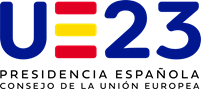 UE23
PRESIDENCIA ESPAÑOLA
CONSEJO DE LA UNIÓN EUROPEA